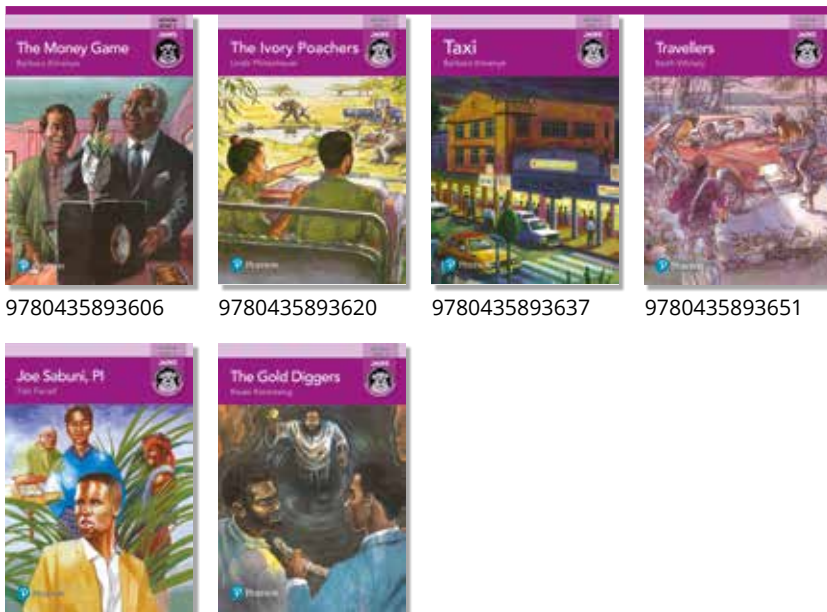 The Money Game
Barbara Kimenye
JAWS
The Ivory Poachers
JAWS
Taxi
Barbara Kimenye
JAWS
Travellers
JAWS
Pearson
Pearson
Pearson
Pearson
9780435893606
9780435893620
9780435893637
9780435893651
Joe Sabuni, PI
JAWS
The Gold Diggers
JAWS
Pearson
Pearson